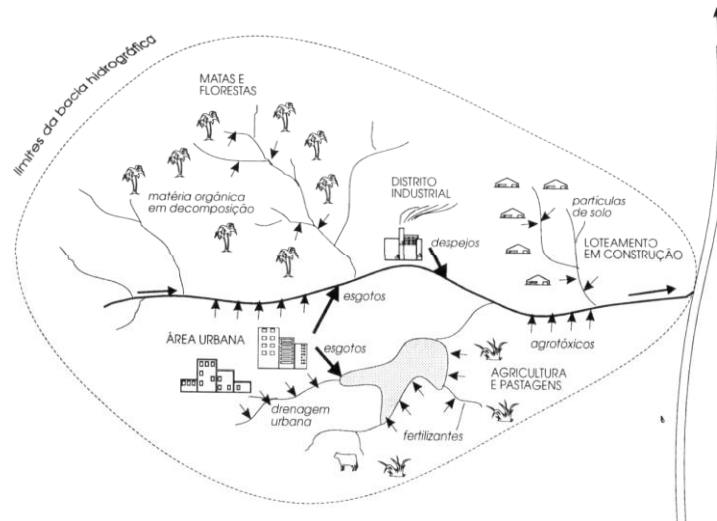 limites da bacia hidrográfica
MATAS E
FLORESTAS
matéria orgânica
em decomposição
DISTRITO
INDUSTRIAL
despejos
partículas
de solo
LOTEAMENTO
EM CONSTRUÇÃO
esgotos
ÁREA URBANA
esgotos
agrotóxicos
AGRICULTURA
E PASTAGENS
drenagem
urbana
fertilizantes